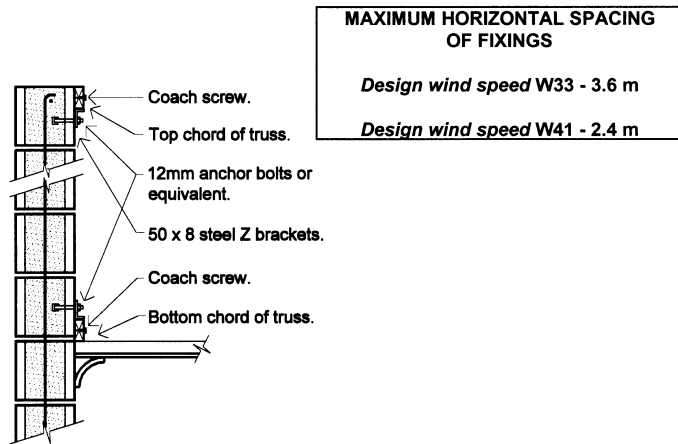 MAXIMUM HORIZONTAL SPACING
OF FIXINGS
Design wind speed W33 - 3.6 m
Design wind speed W41 - 2.4 m
Coach screw.
Top chord of truss.
12mm anchor bolts or
equivalent.
50 x 8 steel Z brackets.
Coach screw.
Bottom chord of truss.